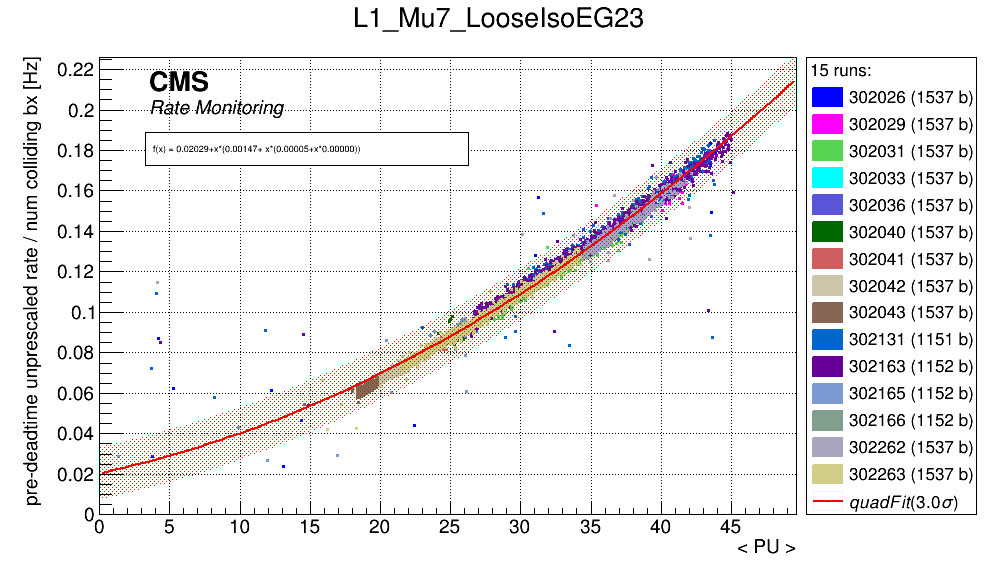 L1_Mu7_LooseIsoEG23
pre-deadtime unprescaled rate / num colliding bx [Hz]
0.22
0.2
0.18
0.16
0.14
0.12
0.1
0.08
0.06
0.04
0.02
0
CMS
Rate Monitoring
f(x) = 0.02029+x*(0.00147+ x*(0.00005+x*0.00000))
0 5 10 15 20 25 30 35 40 45
< PU >
15 runs:
302026 (1537 b)
302029 (1537 b)
302031 (1537 b)
302033 (1537 b)
302036 (1537 b)
302040 (1537 b)
302041 (1537 b)
302042 (1537 b)
302043 (1537 b)
302131 (1151 b)
302163 (1152 b)
302165 (1152 b)
302166 (1152 b)
302262 (1537 b)
302263 (1537 b)
quadFit(3.0σ)